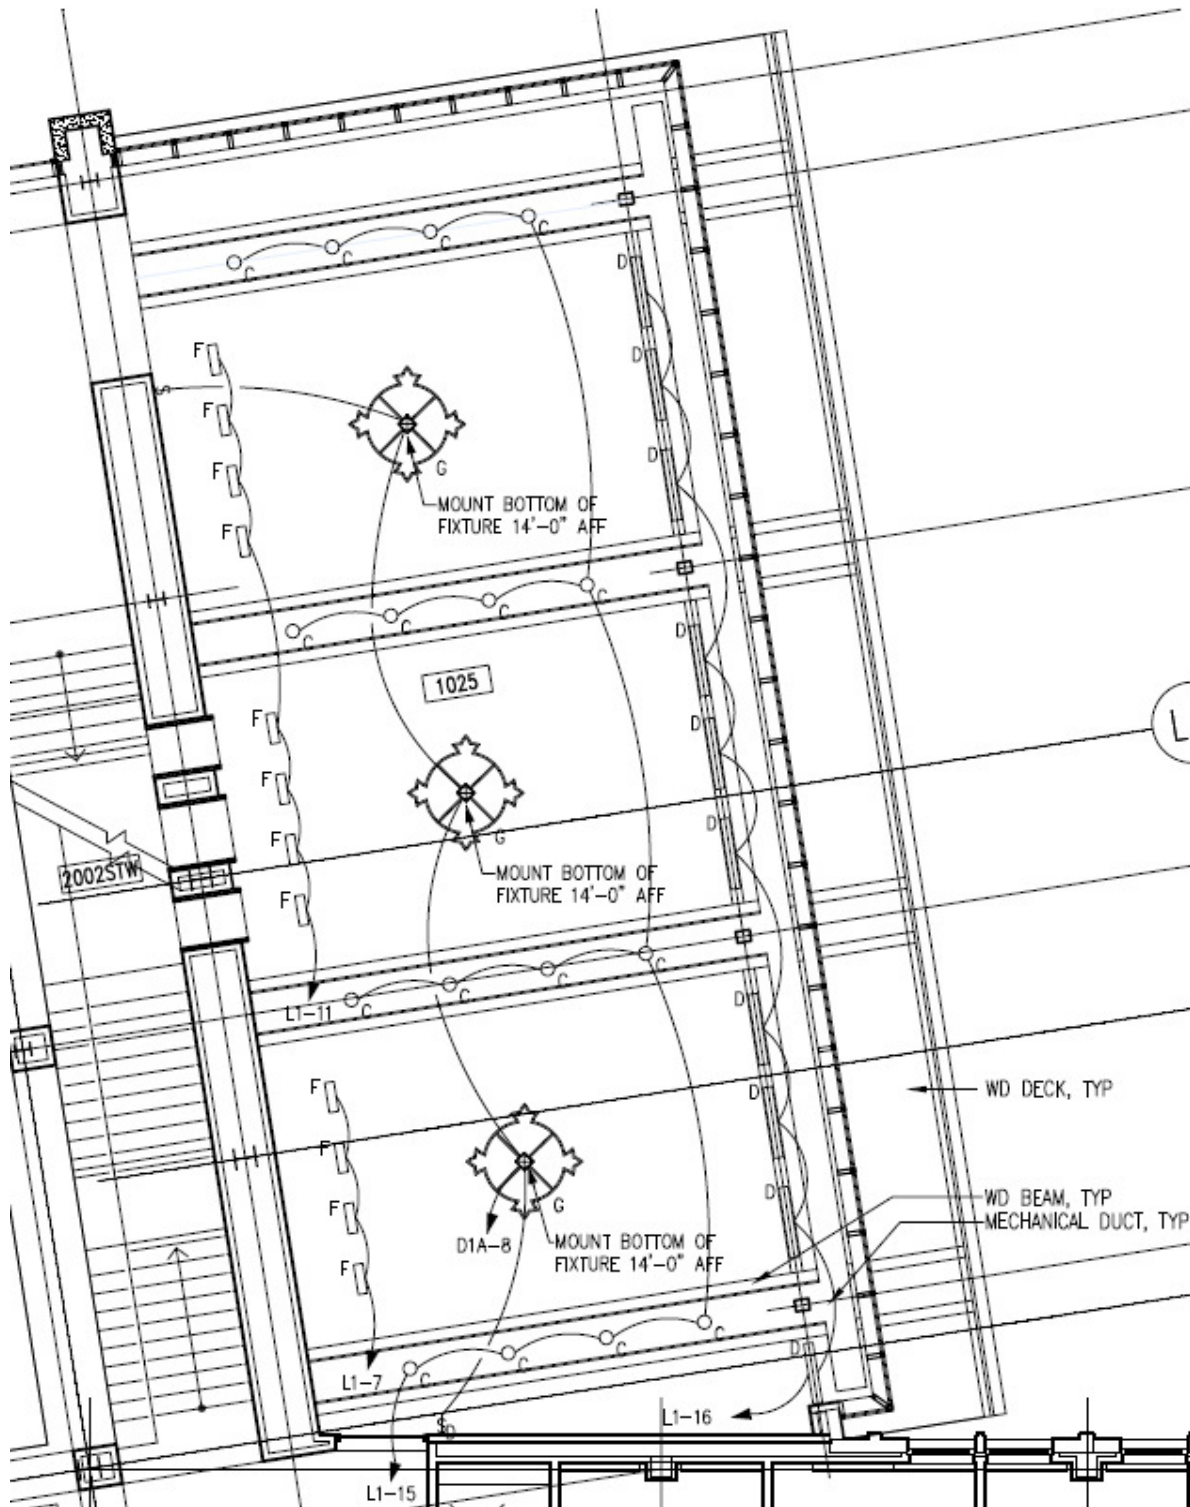 C
C
C
C
D
F
D
F
D
F
G
MOUNT BOTTOM OF
FIXTURE 14'-0" AFF
F
S
C
C
C
C
D
1025
L
F
D
F
D
G
F
MOUNT BOTTOM OF
FIXTURE 14'-0" AFF
2002STW
F
C
C
C
C
L1-11
D
F
D
WD DECK, TYP
F
D
WD BEAM, TYP
G
F
MECHANICAL DUCT, TYP
D1A-8
MOUNT BOTTOM OF
FIXTURE 14'-0" AFF
F
C
C
C
C
D
L1-7
L1-16
SD
L1-15